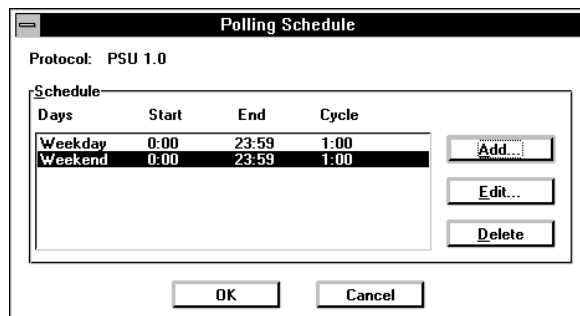 Polling Schedule
Protocol: PSU 1.0
Schedule
Days Start End Cycle
Weekday 0:00 23:59 1:00
Weekend 0:00 23:59 1:00
Add...
Edit...
Delete
OK Cancel